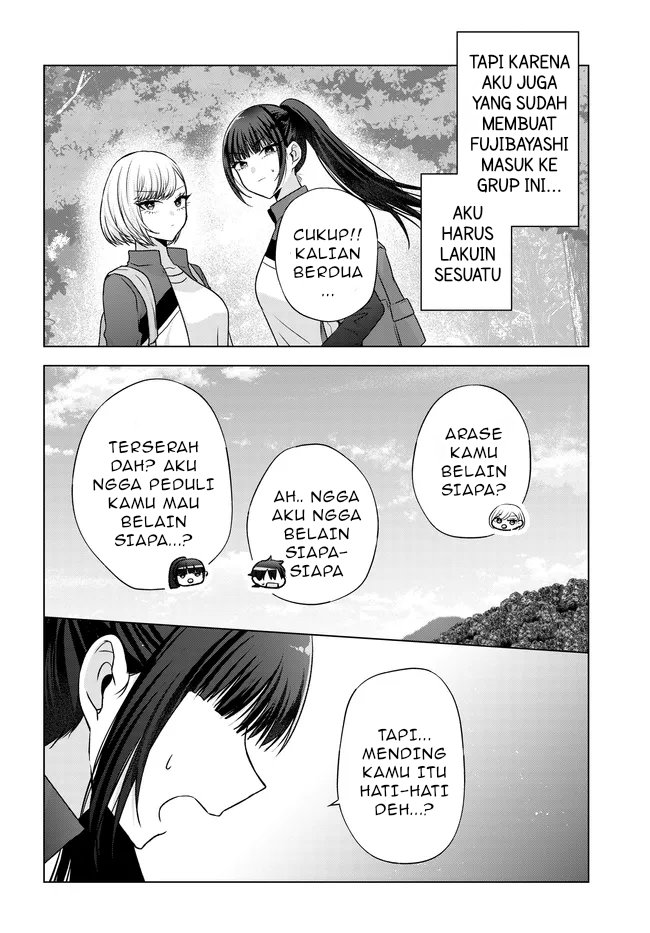 TAPI KARENA
AKU JUGA
YANG SUDAH
MEMBUAT
FUJIBAYASHI
MASUK KE
GRUP INI...
AKU
HARUS
LAKUIN
SESUATU
CUKUP!!
KALIAN
BERDUA
...
ARASE
KAMU
BELAIN
SIAPA?
AH.. NGGA
AKU NGGA
BELAIN
SIAPA-
SIAPA
TERSERAH
DAH? AKU
NGGA PEDULI
KAMU MAU
BELAIN
SIAPA...?
TAPI...
MENDING
KAMU ITU
HATI-HATI
DEH...?